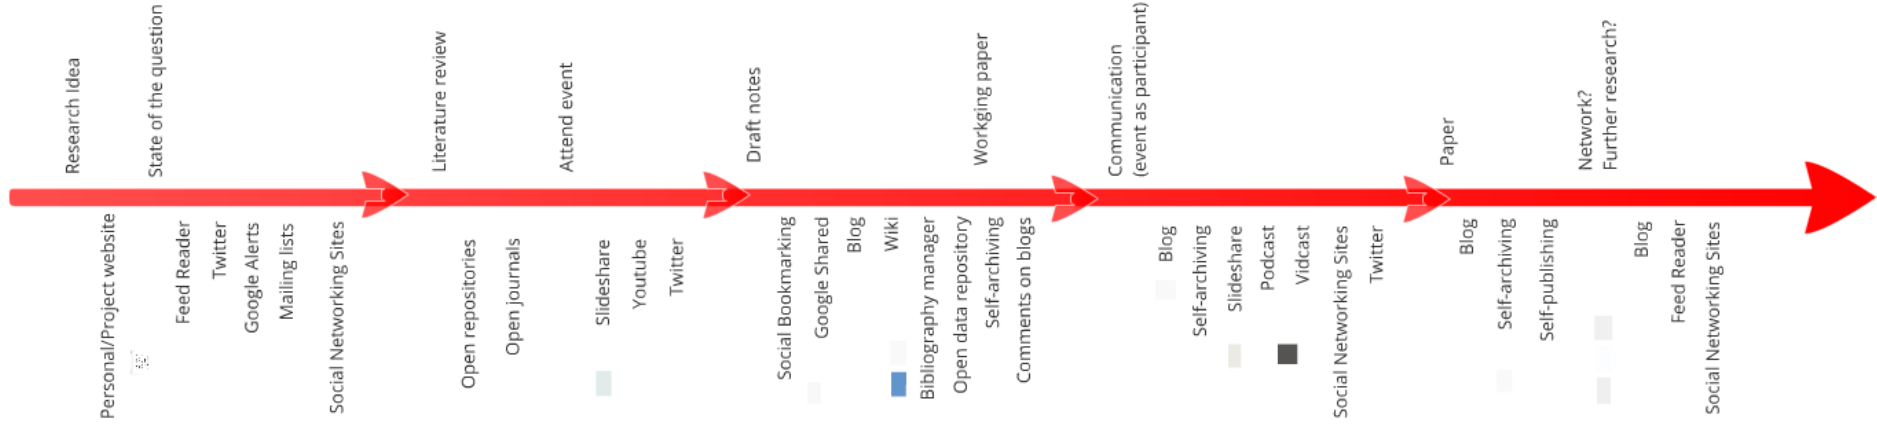 Research Idea
State of the question
Literature review
Attend event
Draft notes
Workging paper
Communication
(event as participant)
Paper
Network?
Further research?
Personal/Project website
Feed Reader
Twitter
Google Alerts
Mailing lists
Social Networking Sites
Open repositories
Open journals
Slideshare
Youtube
Twitter
Social Bookmarking
Google Shared
Blog
Wiki
Bibliography manager
Open data repository
Self-archiving
Comments on blogs
Blog
Self-archiving
Slideshare
Podcast
Vidcast
Social Networking Sites
Twitter
Blog
Self-archiving
Self-publishing
Blog
Feed Reader
Social Networking Sites